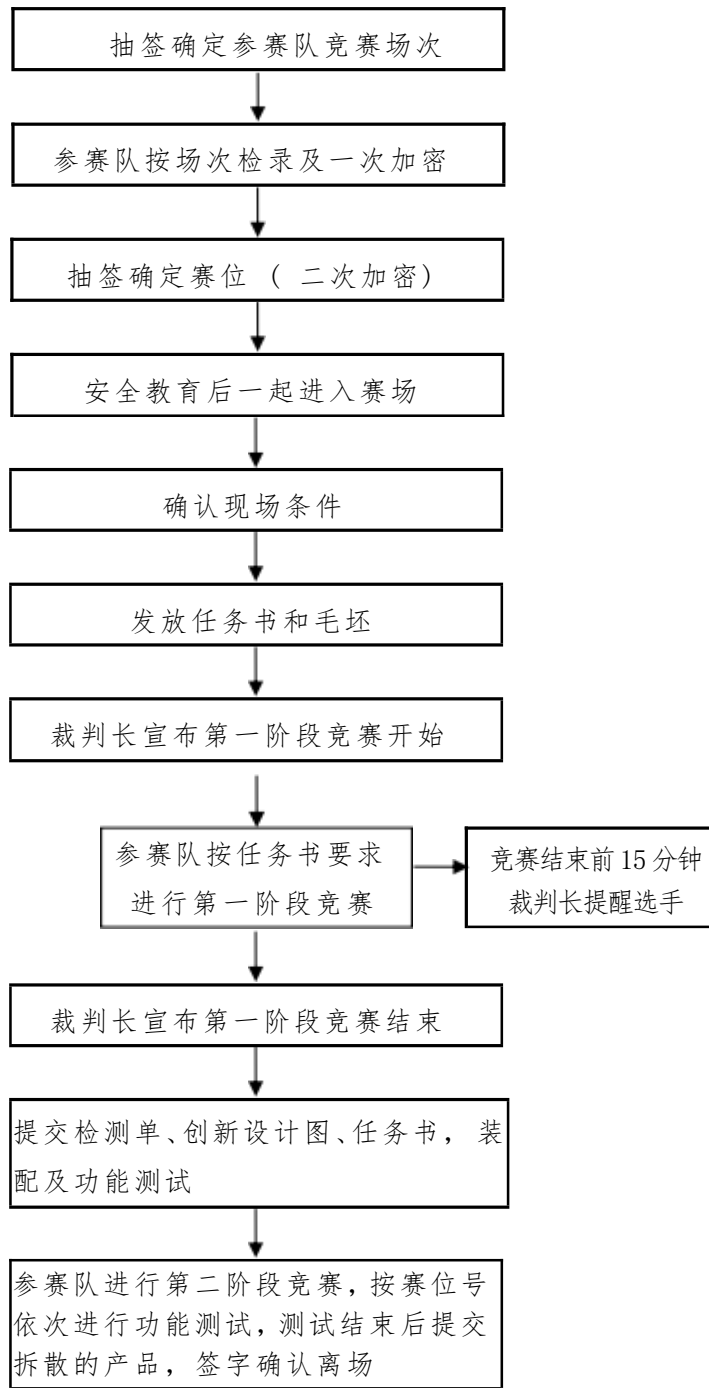 抽签确定参赛队竞赛场次
参赛队按场次检录及一次加密
抽签确定赛位 ( 二次加密)
安全教育后一起进入赛场
确认现场条件
发放任务书和毛坯
裁判长宣布第一阶段竞赛开始
参赛队按任务书要求
进行第一阶段竞赛
竞赛结束前 15 分钟
裁判长提醒选手
裁判长宣布第一阶段竞赛结束
提交检测单、创新设计图、任务书, 装
配及功能测试
参赛队进行第二阶段竞赛, 按赛位号
依次进行功能测试, 测试结束后提交
拆散的产品, 签字确认离场